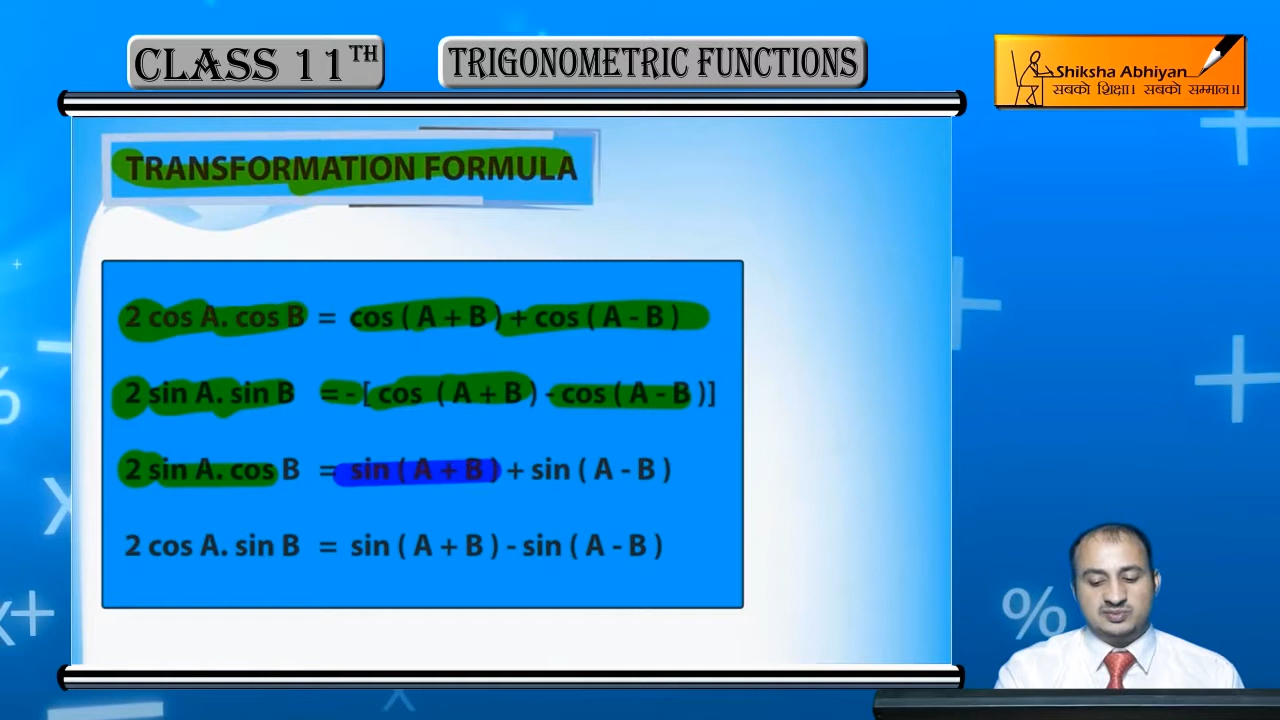 CLASS 11TH
TRIGONOMETRIC FUNCTIONS
Shiksha Abhiyan
सबको शिक्षा। सबको सम्मान॥
TRANSFORMATION FORMULA
2 cos A. cos B = cos ( A + B ) + cos ( A - B )
2 sin A. sin B = - [ cos ( A + B ) - cos ( A - B )]
2 sin A. cos B = sin ( A + B ) + sin ( A - B )
2 cos A. sin B = sin ( A + B ) - sin ( A - B )